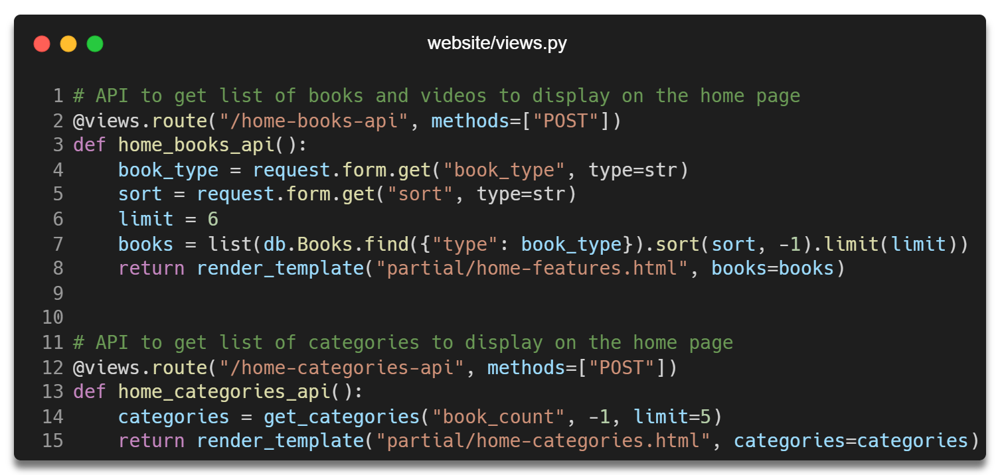 website/views.py
1 # API to get list of books and videos to display on the home page
2 @views.route("/home-books-api", methods=["POST"])
3 def home_books_api():
4     book_type = request.form.get("book_type", type=str)
5     sort = request.form.get("sort", type=str)
6     limit = 6
7     books = list(db.Books.find({"type": book_type}).sort(sort, -1).limit(limit))
8     return render_template("partial/home-features.html", books=books)
9
10
11 # API to get list of categories to display on the home page
12 @views.route("/home-categories-api", methods=["POST"])
13 def home_categories_api():
14     categories = get_categories("book_count", -1, limit=5)
15     return render_template("partial/home-categories.html", categories=categories)